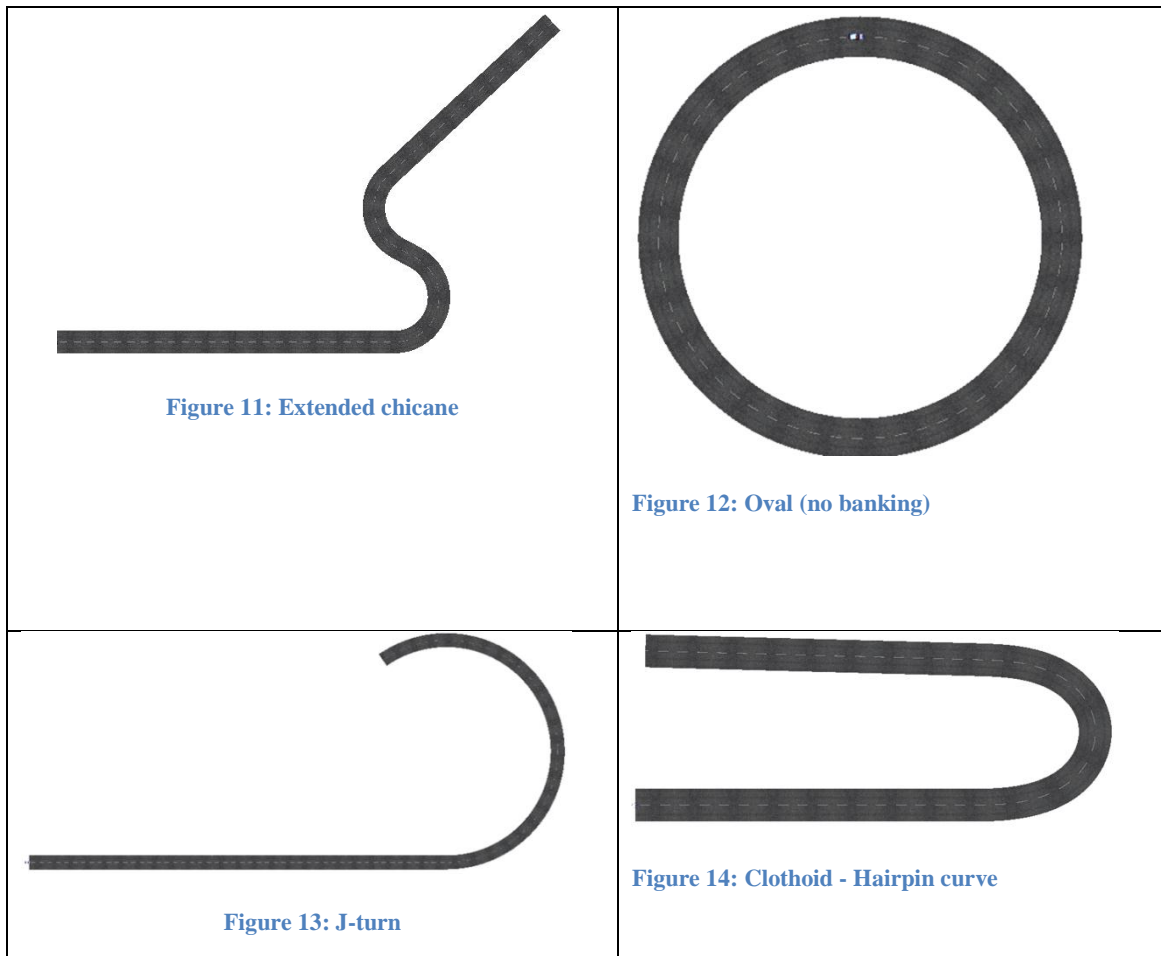 Figure 11: Extended chicane
Figure 12: Oval (no banking)
Figure 13: J-turn
Figure 14: Clothoid - Hairpin curve